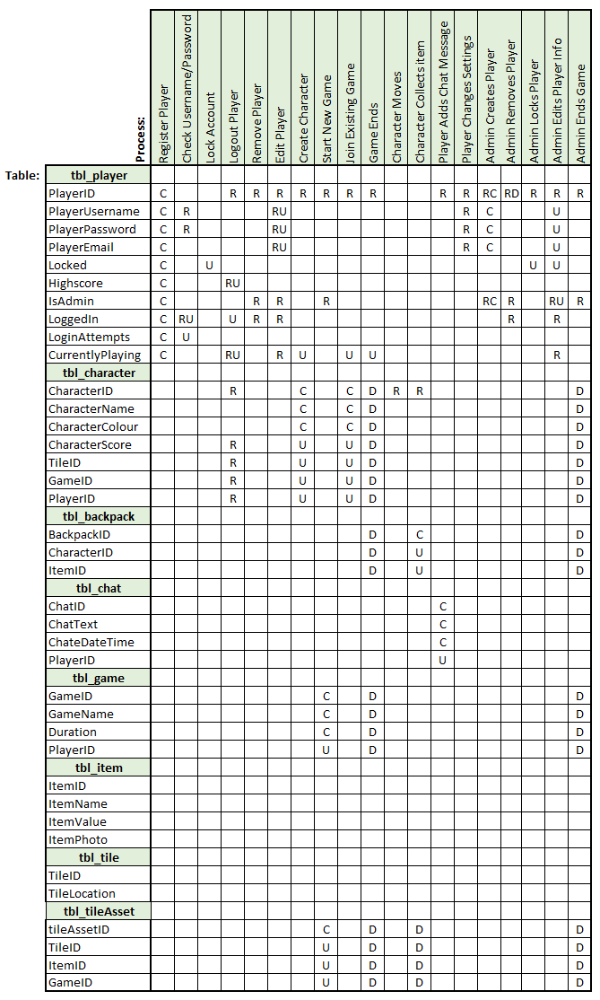 Process:
Register Player
Check Username/Password
Lock Account
Logout Player
Remove Player
Edit Player
Create Character
Start New Game
Join Existing Game
Game Ends
Character Moves
Character Collects item
Player Adds Chat Message
Player Changes Settings
Admin Creates Player
Admin Removes Player
Admin Locks Player
Admin Edits Player Info
Admin Ends Game
Table: tbl_player
PlayerID C R R R R R R R R R RC RD R R R
PlayerUsername C R RU R C U
PlayerPassword C R RU R C U
PlayerEmail C RU R C U
Locked C U U U
Highscore C RU
IsAdmin C R R R RC R RU R
LoggedIn C RU U R R R R
LoginAttempts C U
CurrentlyPlaying C RU R U U U R
tbl_character
CharacterID R C C D R R D
CharacterName C C D D
CharacterColour C C D D
CharacterScore R U U D D
TileID R U U D D
GameID R U U D D
PlayerID R U U D D
tbl_backpack
BackpackID D C D
CharacterID D U D
ItemID D U D
tbl_chat
ChatID C
ChatText C
ChateDateTime C
PlayerID U
tbl_game
GameID C D D
GameName C D D
Duration C D D
PlayerID U D D
tbl_item
ItemID
ItemName
ItemValue
ItemPhoto
tbl_tile
TileID
TileLocation
tbl_tileAsset
tileAssetID C D D D
TileID U D D D
ItemID U D D D
GameID U D D D